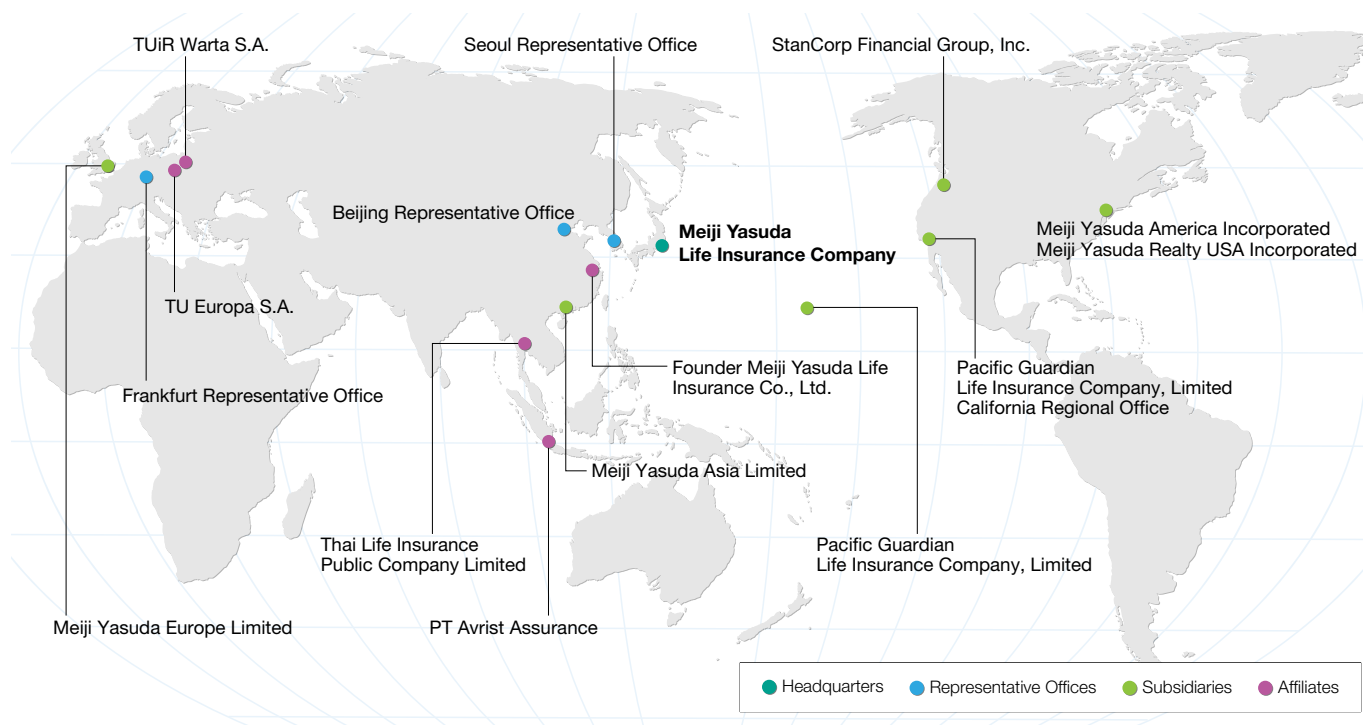 TUiR Warta S.A.
Seoul Representative Office
StanCorp Financial Group, Inc.
Beijing Representative Office
Meiji Yasuda
Life Insurance Company
Meiji Yasuda America Incorporated
Meiji Yasuda Realty USA Incorporated
TU Europa S.A.
Founder Meiji Yasuda Life
Insurance Co., Ltd.
Pacific Guardian
Life Insurance Company, Limited
California Regional Office
Frankfurt Representative Office
Meiji Yasuda Asia Limited
Thai Life Insurance
Public Company Limited
Pacific Guardian
Life Insurance Company, Limited
Meiji Yasuda Europe Limited
PT Avrist Assurance
Headquarters Representative Offices Subsidiaries Affiliates